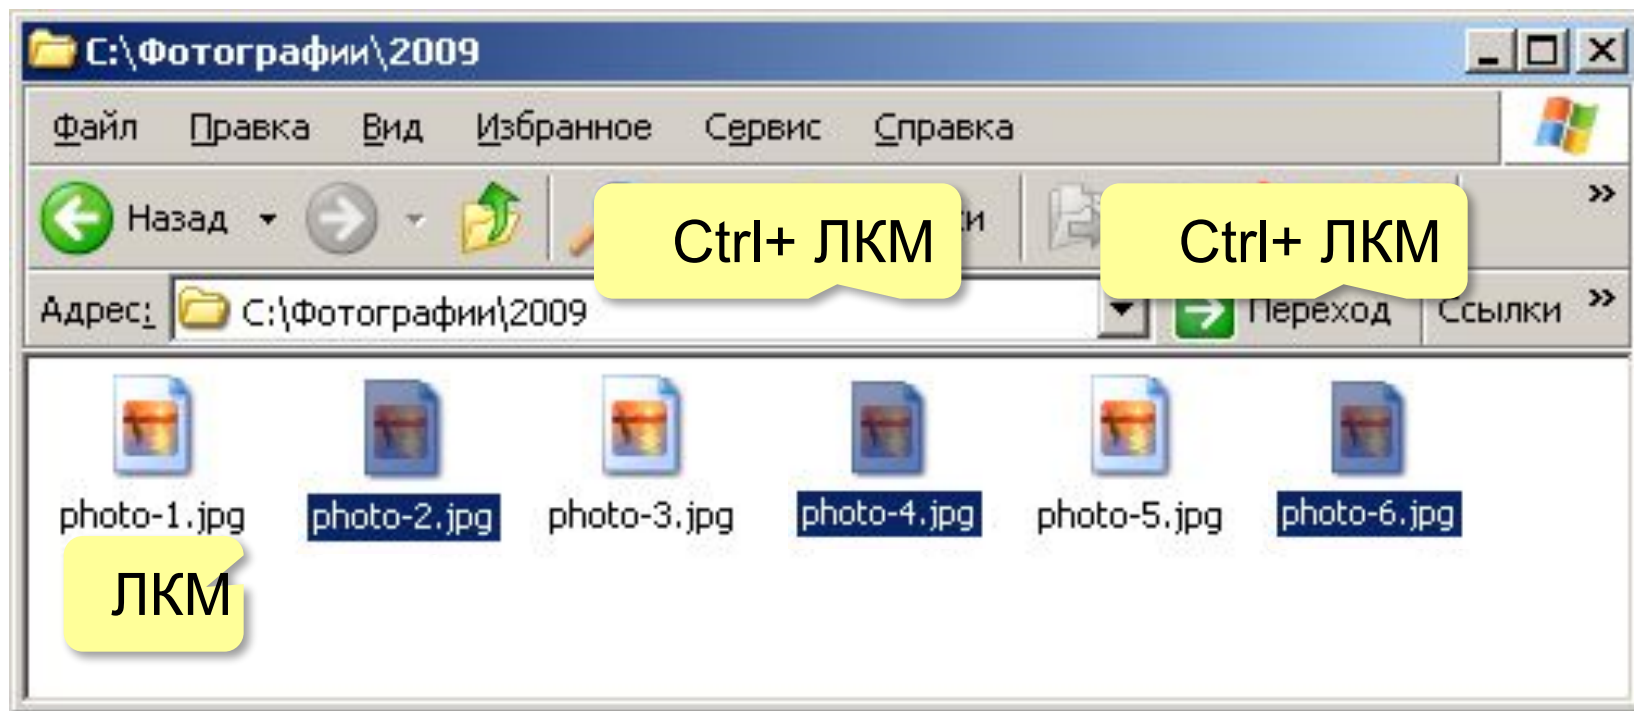 С:\Фотографии\2009
Файл Правка Вид Избранное Сервис Справка
Назад
Ctrl+ ЛКМ
Ctrl+ ЛКМ
Адрес: С:\Фотографии\2009 Переход Ссылки
photo-1.jpg photo-2.jpg photo-3.jpg photo-4.jpg photo-5.jpg photo-6.jpg
ЛКМ